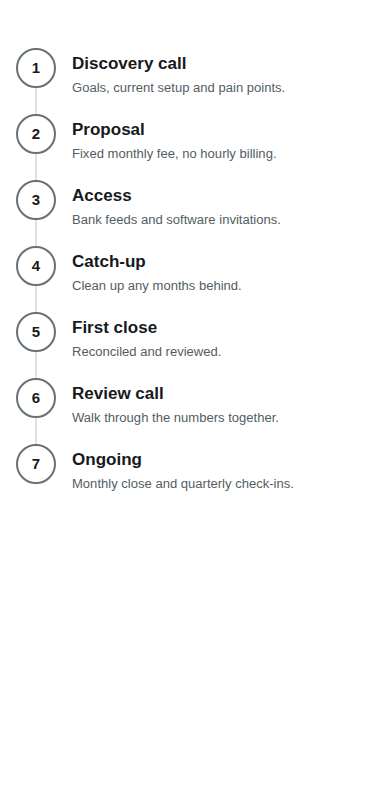 1
Discovery call
Goals, current setup and pain points.
2
Proposal
Fixed monthly fee, no hourly billing.
3
Access
Bank feeds and software invitations.
4
Catch-up
Clean up any months behind.
5
First close
Reconciled and reviewed.
6
Review call
Walk through the numbers together.
7
Ongoing
Monthly close and quarterly check-ins.